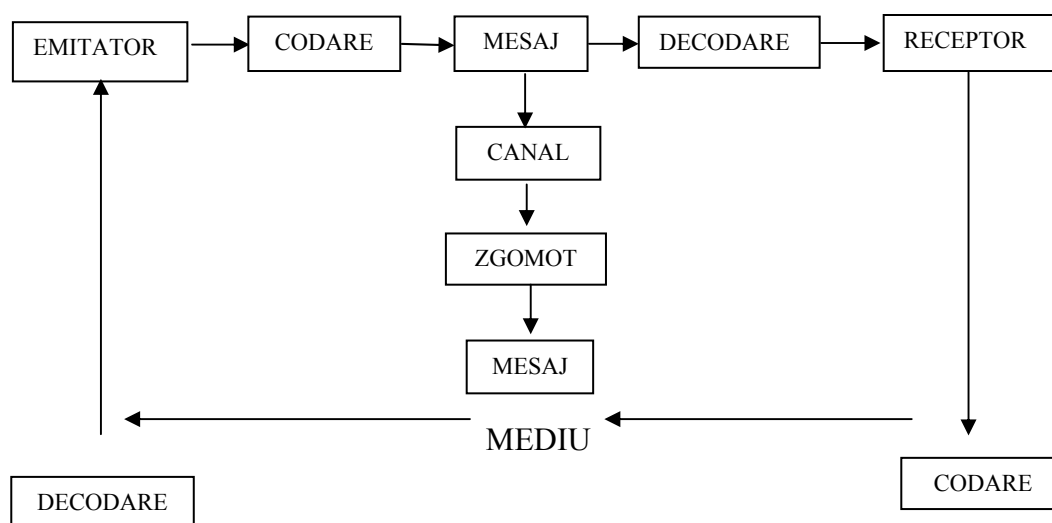 EMITATOR
CODARE
MESAJ
DECODARE
RECEPTOR
CANAL
ZGOMOT
MESAJ
MEDIU
DECODARE
CODARE